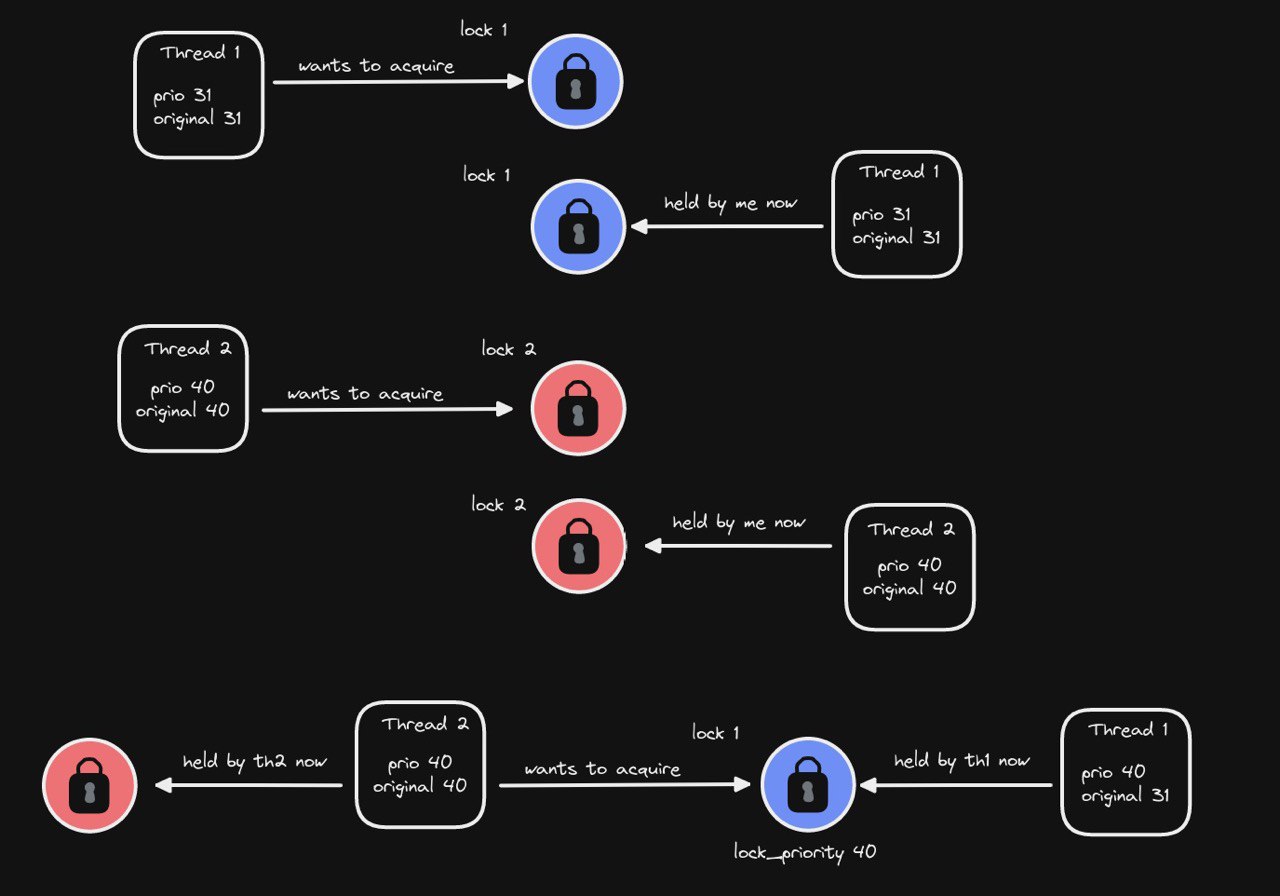 lock 1
Thread 1
wants to acquire
prio 31
original 31
lock 1
Thread 1
held by me now
prio 31
original 31
Thread 2
lock 2
prio 40
wants to acquire
original 40
lock 2
Thread 2
held by me now
prio 40
original 40
Thread 2
lock 1
Thread 1
held by th2 now
prio 40
wants to acquire
held by th1 now
prio 40
original 40
original 31
lock_priority 40